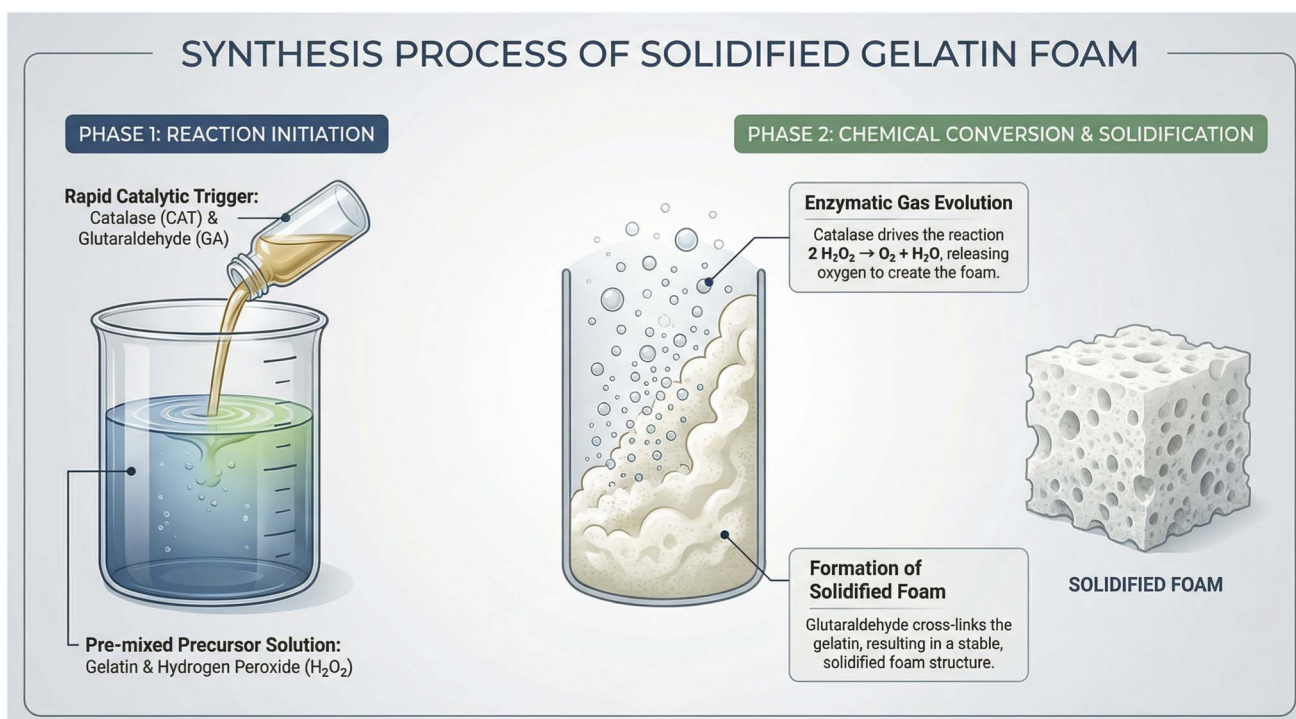 SYNTHESIS PROCESS OF SOLIDIFIED GELATIN FOAM
PHASE 1: REACTION INITIATION
Rapid Catalytic Trigger:
Catalase (CAT) &
Glutaraldehyde (GA)
Pre-mixed Precursor Solution:
Gelatin & Hydrogen Peroxide (H₂O₂)
PHASE 2: CHEMICAL CONVERSION & SOLIDIFICATION
Enzymatic Gas Evolution
Catalase drives the reaction
2 H₂O₂ → O₂ + H₂O, releasing
oxygen to create the foam.
Formation of
Solidified Foam
Glutaraldehyde cross-links the
gelatin, resulting in a stable,
solidified foam structure.
SOLIDIFIED FOAM